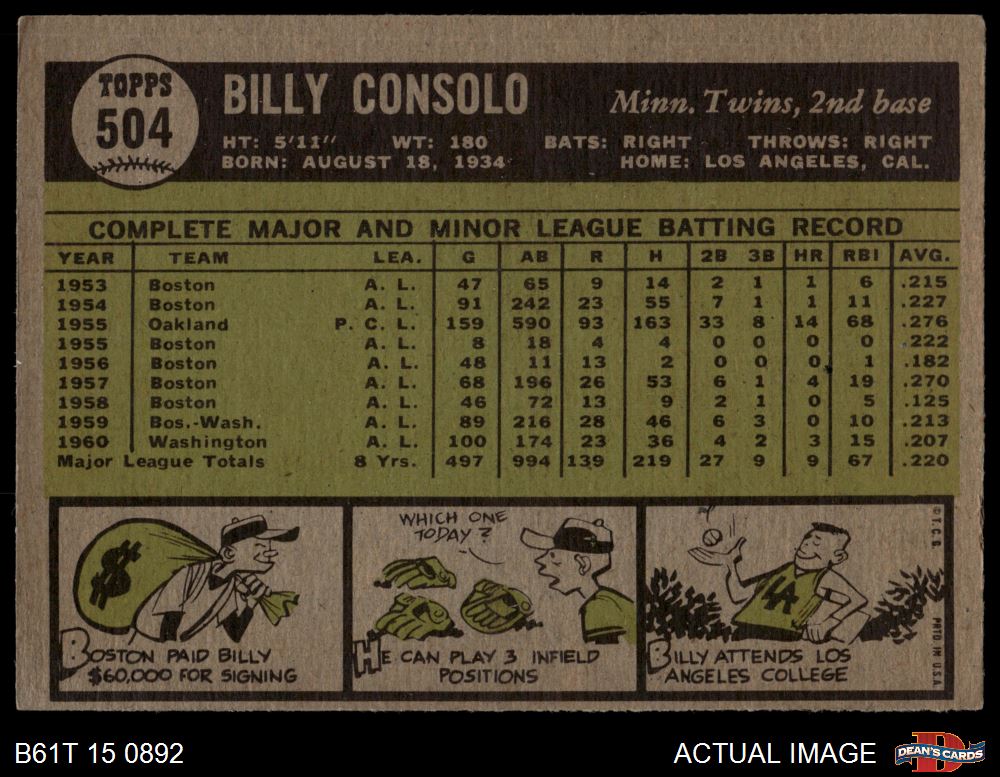 TOPPS
504
BILLY CONSOLO
Minn. Twins, 2nd base
HT: 5'11" WT: 180 BATS: RIGHT THROWS: RIGHT
BORN: AUGUST 18, 1934 HOME: LOS ANGELES, CAL.
COMPLETE MAJOR AND MINOR LEAGUE BATTING RECORD
YEAR TEAM LEA. G AB R H 2B 3B HR RBI AVG.
1953 Boston A. L. 47 65 9 14 2 1 1 6 .215
1954 Boston A. L. 91 242 23 55 7 1 1 11 .227
1955 Oakland P. C. L. 159 590 93 163 33 8 14 68 .276
1955 Boston A. L. 8 18 4 4 0 0 0 0 .222
1956 Boston A. L. 48 11 13 2 0 0 0 1 .182
1957 Boston A. L. 68 196 26 53 6 1 4 19 .270
1958 Boston A. L. 46 72 13 9 2 1 0 5 .125
1959 Bos.-Wash. A. L. 89 216 28 46 6 3 0 10 .213
1960 Washington A. L. 100 174 23 36 4 2 3 15 .207
Major League Totals 8 Yrs. 497 994 139 219 27 9 9 67 .220
$
BOSTON PAID BILLY
$60,000 FOR SIGNING
WHICH ONE
TODAY?
HE CAN PLAY 3 INFIELD
POSITIONS
LA
BILLY ATTENDS LOS
ANGELES COLLEGE
© T.C.G.
PRTD IN U.S.A.
B61T 15 0892
ACTUAL IMAGE
D
DEAN'S CARDS